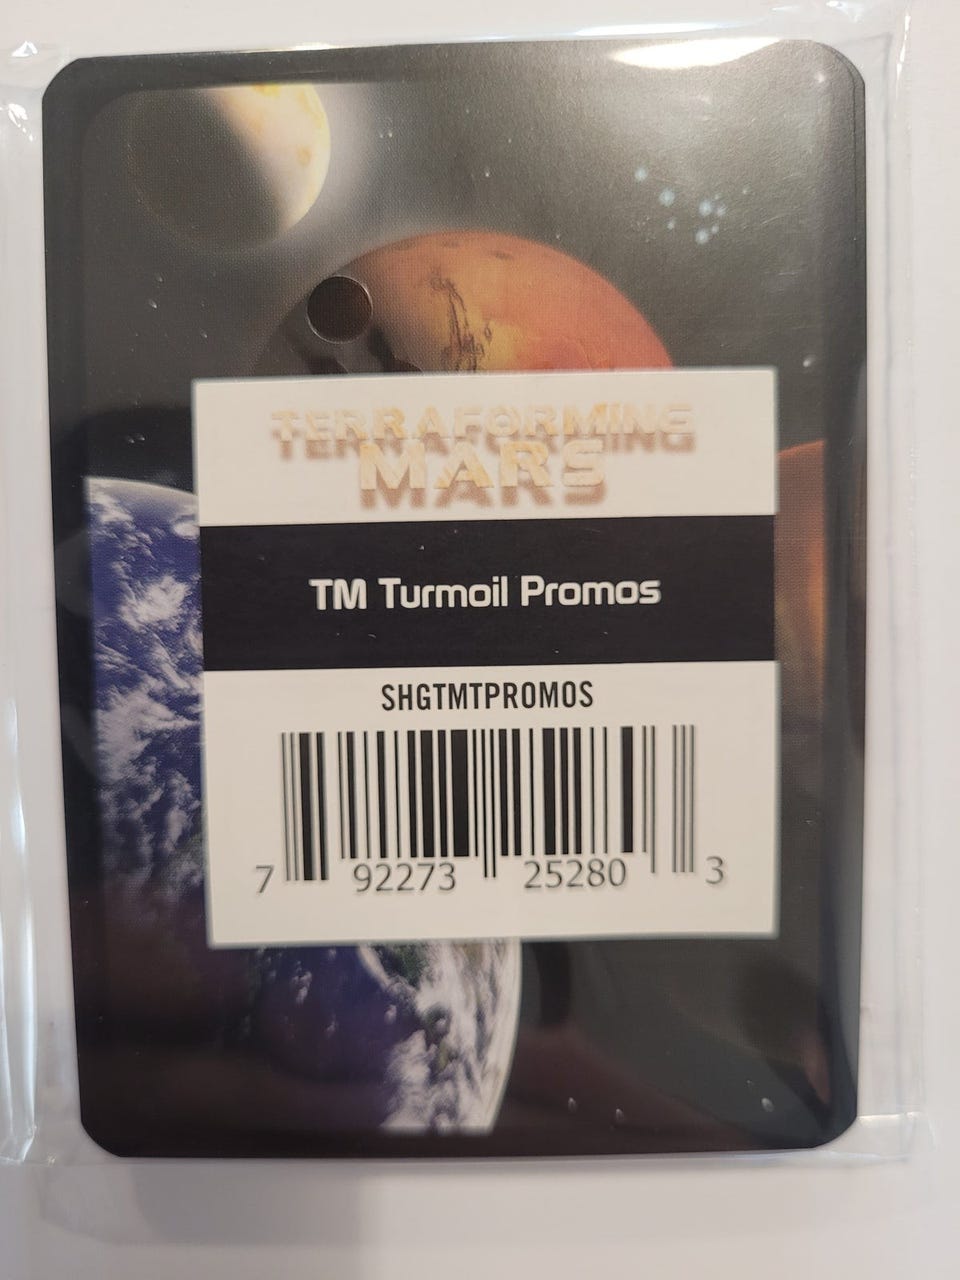 TERRAFORMING
MARS
TM Turmoil Promos
SHGTMTPROMOS
7 92273 25280 3